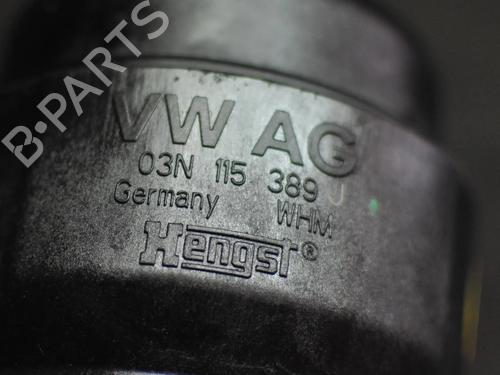 B-PARTS
VW AG
03N 115 389 J
Germany WHM
Hengst®